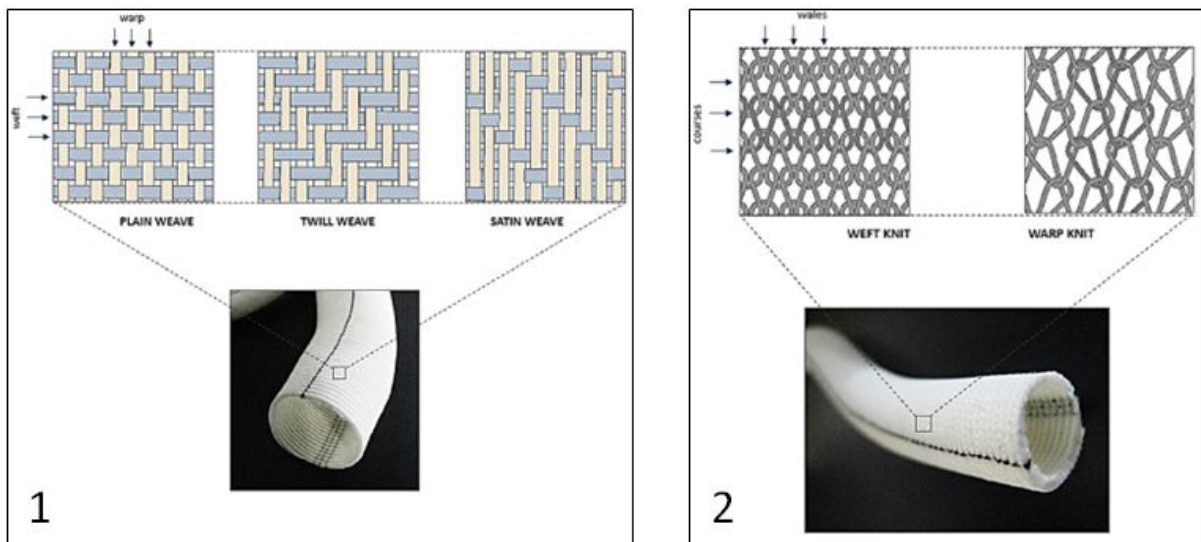 warp
weft
PLAIN WEAVE
TWILL WEAVE
SATIN WEAVE
1
wales
courses
WEFT KNIT
WARP KNIT
2